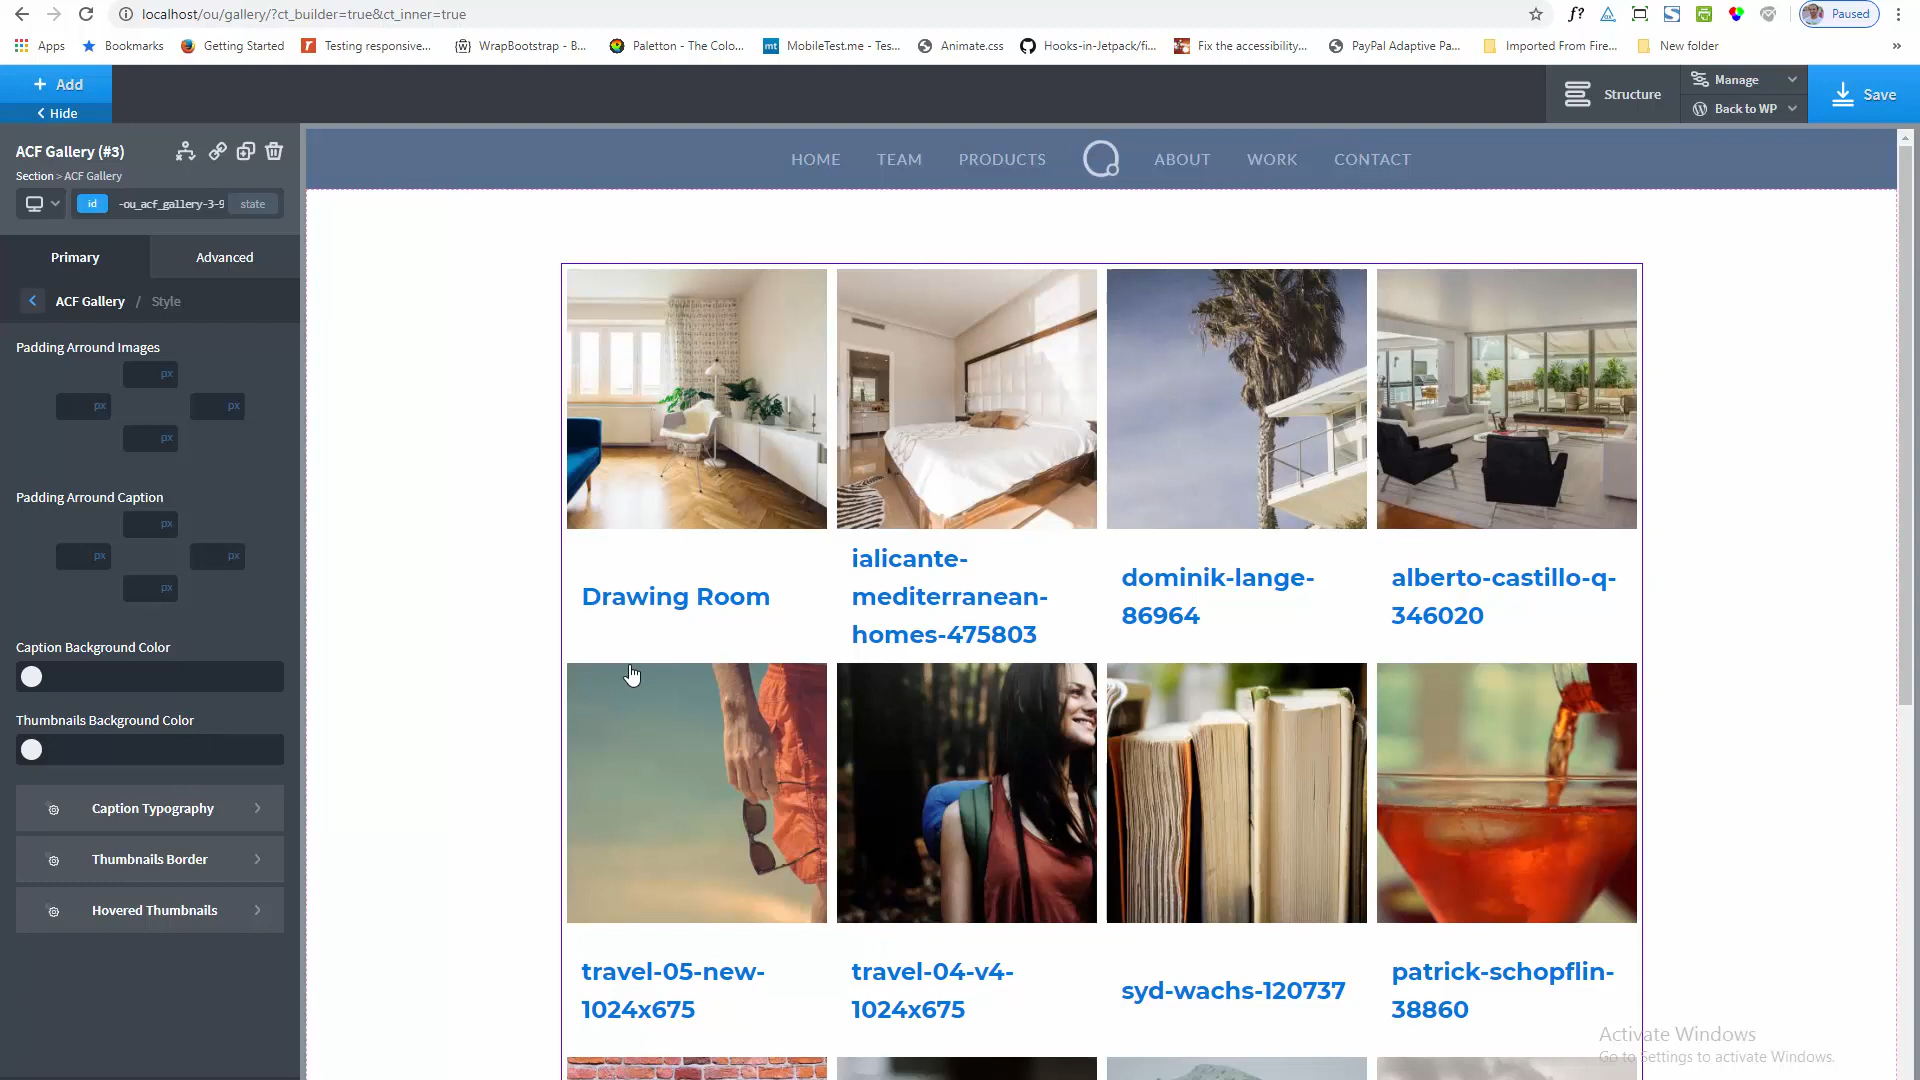 localhost/ou/gallery/?ct_builder=true&ct_inner=true
f?
Paused
Apps
Bookmarks
Getting Started
Testing responsive...
WrapBootstrap - B...
Paletton - The Colo...
mt
MobileTest.me - Tes...
Animate.css
Hooks-in-Jetpack/fi...
Fix the accessibility...
PayPal Adaptive Pa...
Imported From Fire...
New folder
»
+ Add
Hide
Structure
Manage
Back to WP
Save
ACF Gallery (#3)
Section > ACF Gallery
id
-ou_acf_gallery-3-9
state
Primary
Advanced
ACF Gallery / Style
Padding Arround Images
px
px
px
px
Padding Arround Caption
px
px
px
px
Caption Background Color
Thumbnails Background Color
Caption Typography
Thumbnails Border
Hovered Thumbnails
HOME
TEAM
PRODUCTS
ABOUT
WORK
CONTACT
Drawing Room
ialicante-
mediterranean-
homes-475803
dominik-lange-
86964
alberto-castillo-q-
346020
travel-05-new-
1024x675
travel-04-v4-
1024x675
syd-wachs-120737
patrick-schopflin-
38860
Activate Windows
Go to Settings to activate Windows.